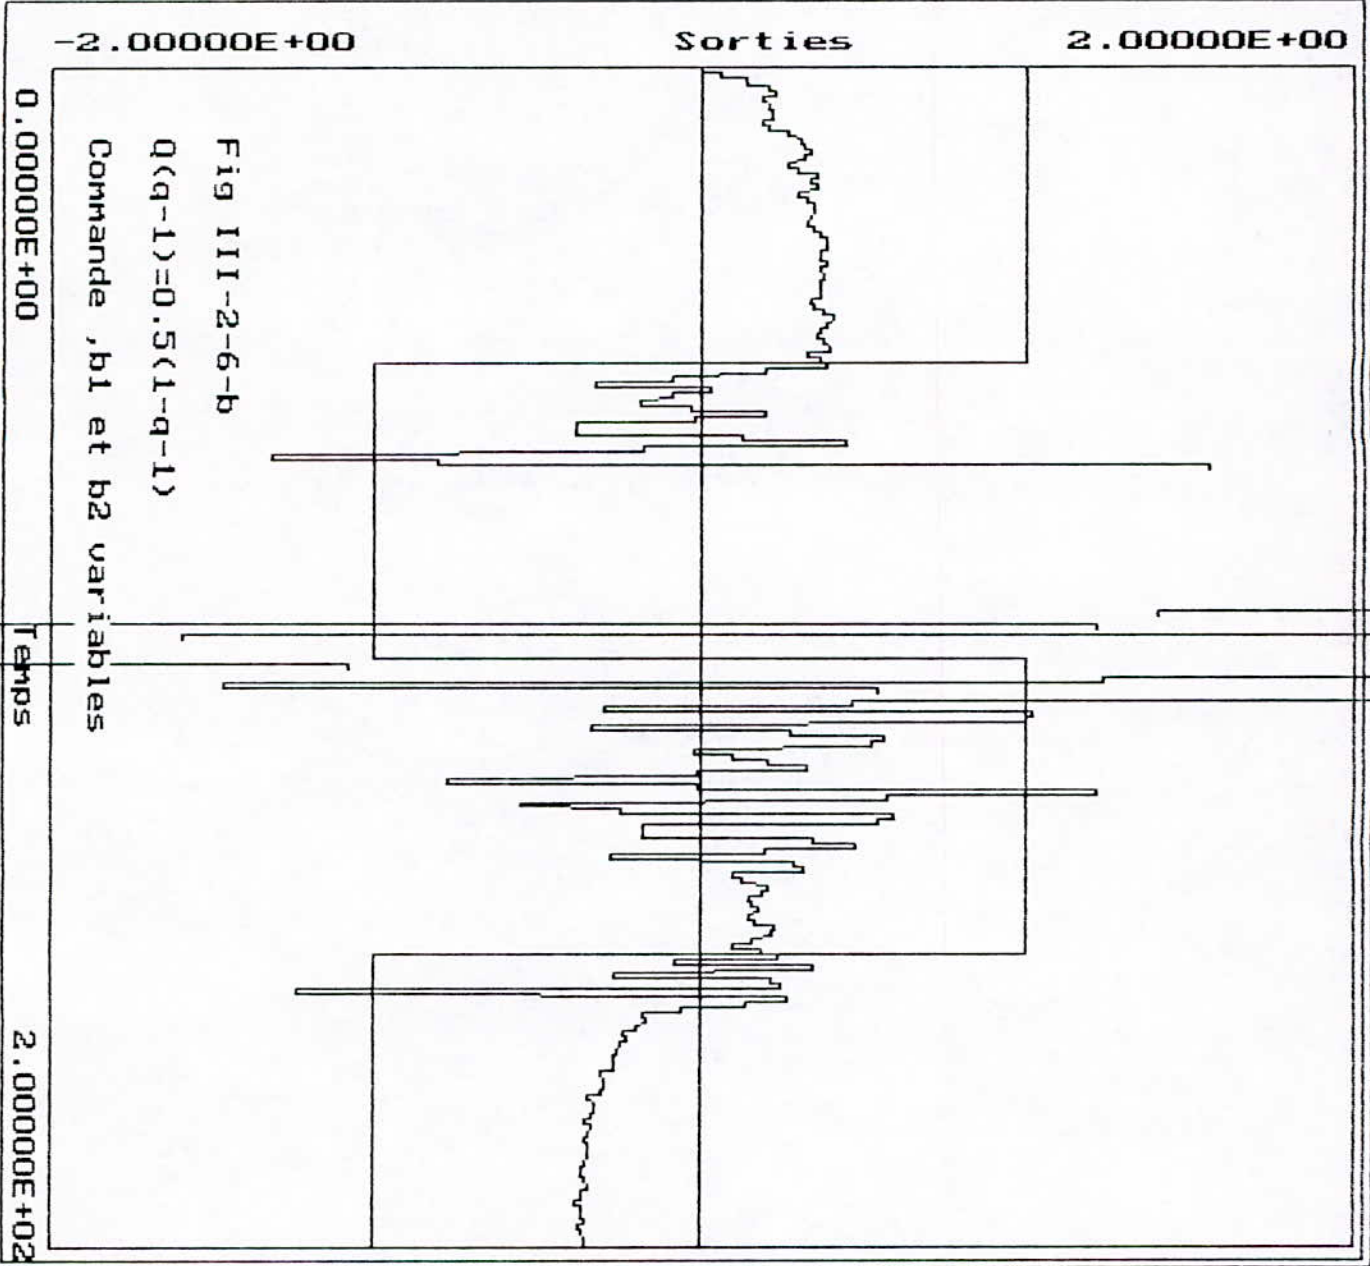 -2.00000E+00 Sorties 2.00000E+00
Fig III-2-6-b
Q(q-1)=0.5(1-q-1)
Commande ,b1 et b2 variables
0.00000E+00 Temps 2.00000E+02